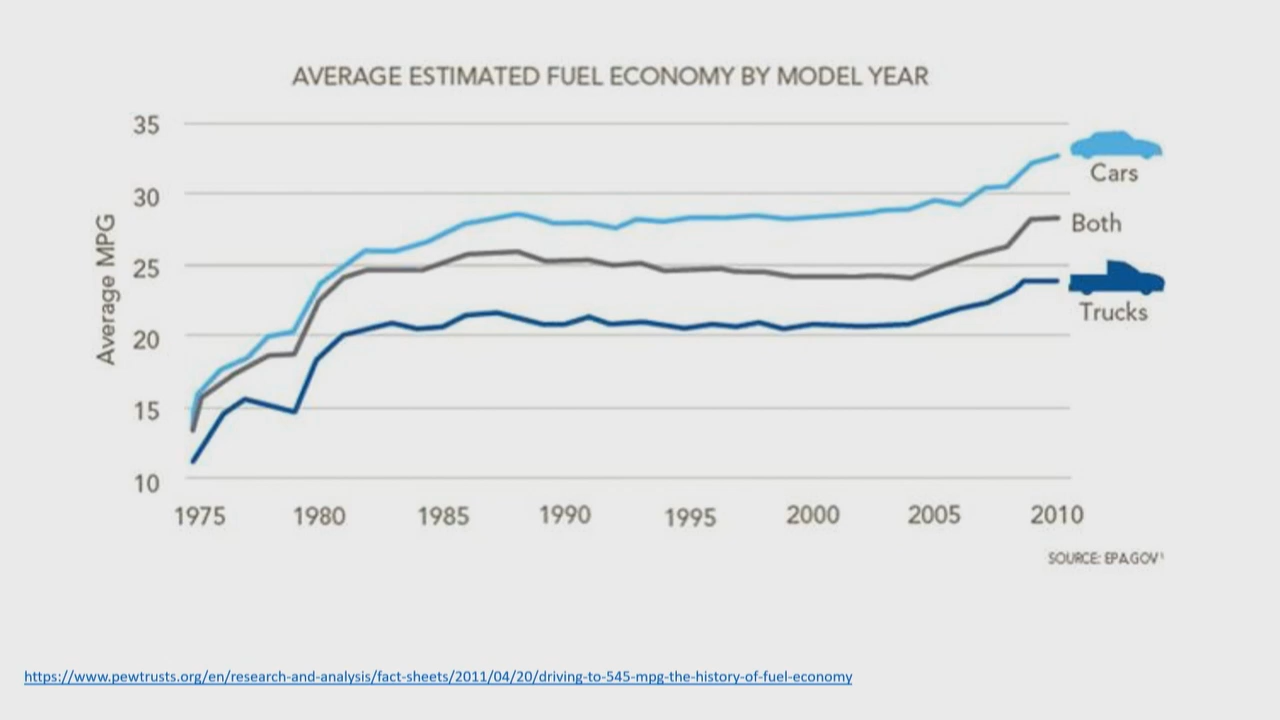 AVERAGE ESTIMATED FUEL ECONOMY BY MODEL YEAR
35
30
25
20
15
10
Average MPG
Cars
Both
Trucks
1975 1980 1985 1990 1995 2000 2005 2010
SOURCE: EPA.GOV¹
https://www.pewtrusts.org/en/research-and-analysis/fact-sheets/2011/04/20/driving-to-545-mpg-the-history-of-fuel-economy